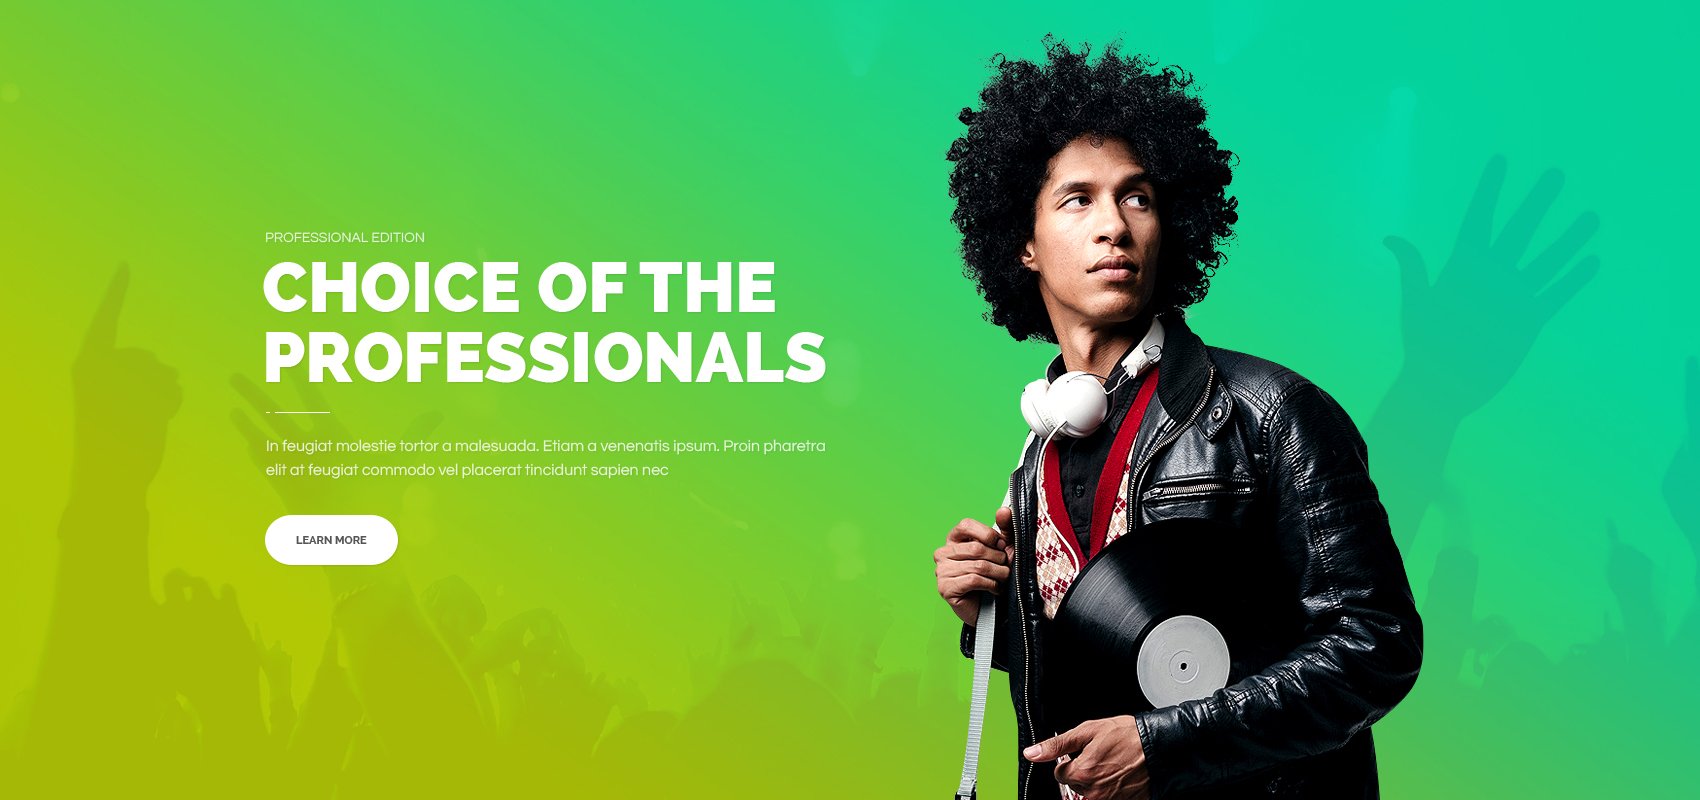 PROFESSIONAL EDITION
CHOICE OF THE
PROFESSIONALS
In feugiat molestie tortor a malesuada. Etiam a venenatis ipsum. Proin pharetra
elit at feugiat commodo vel placerat tincidunt sapien nec
LEARN MORE